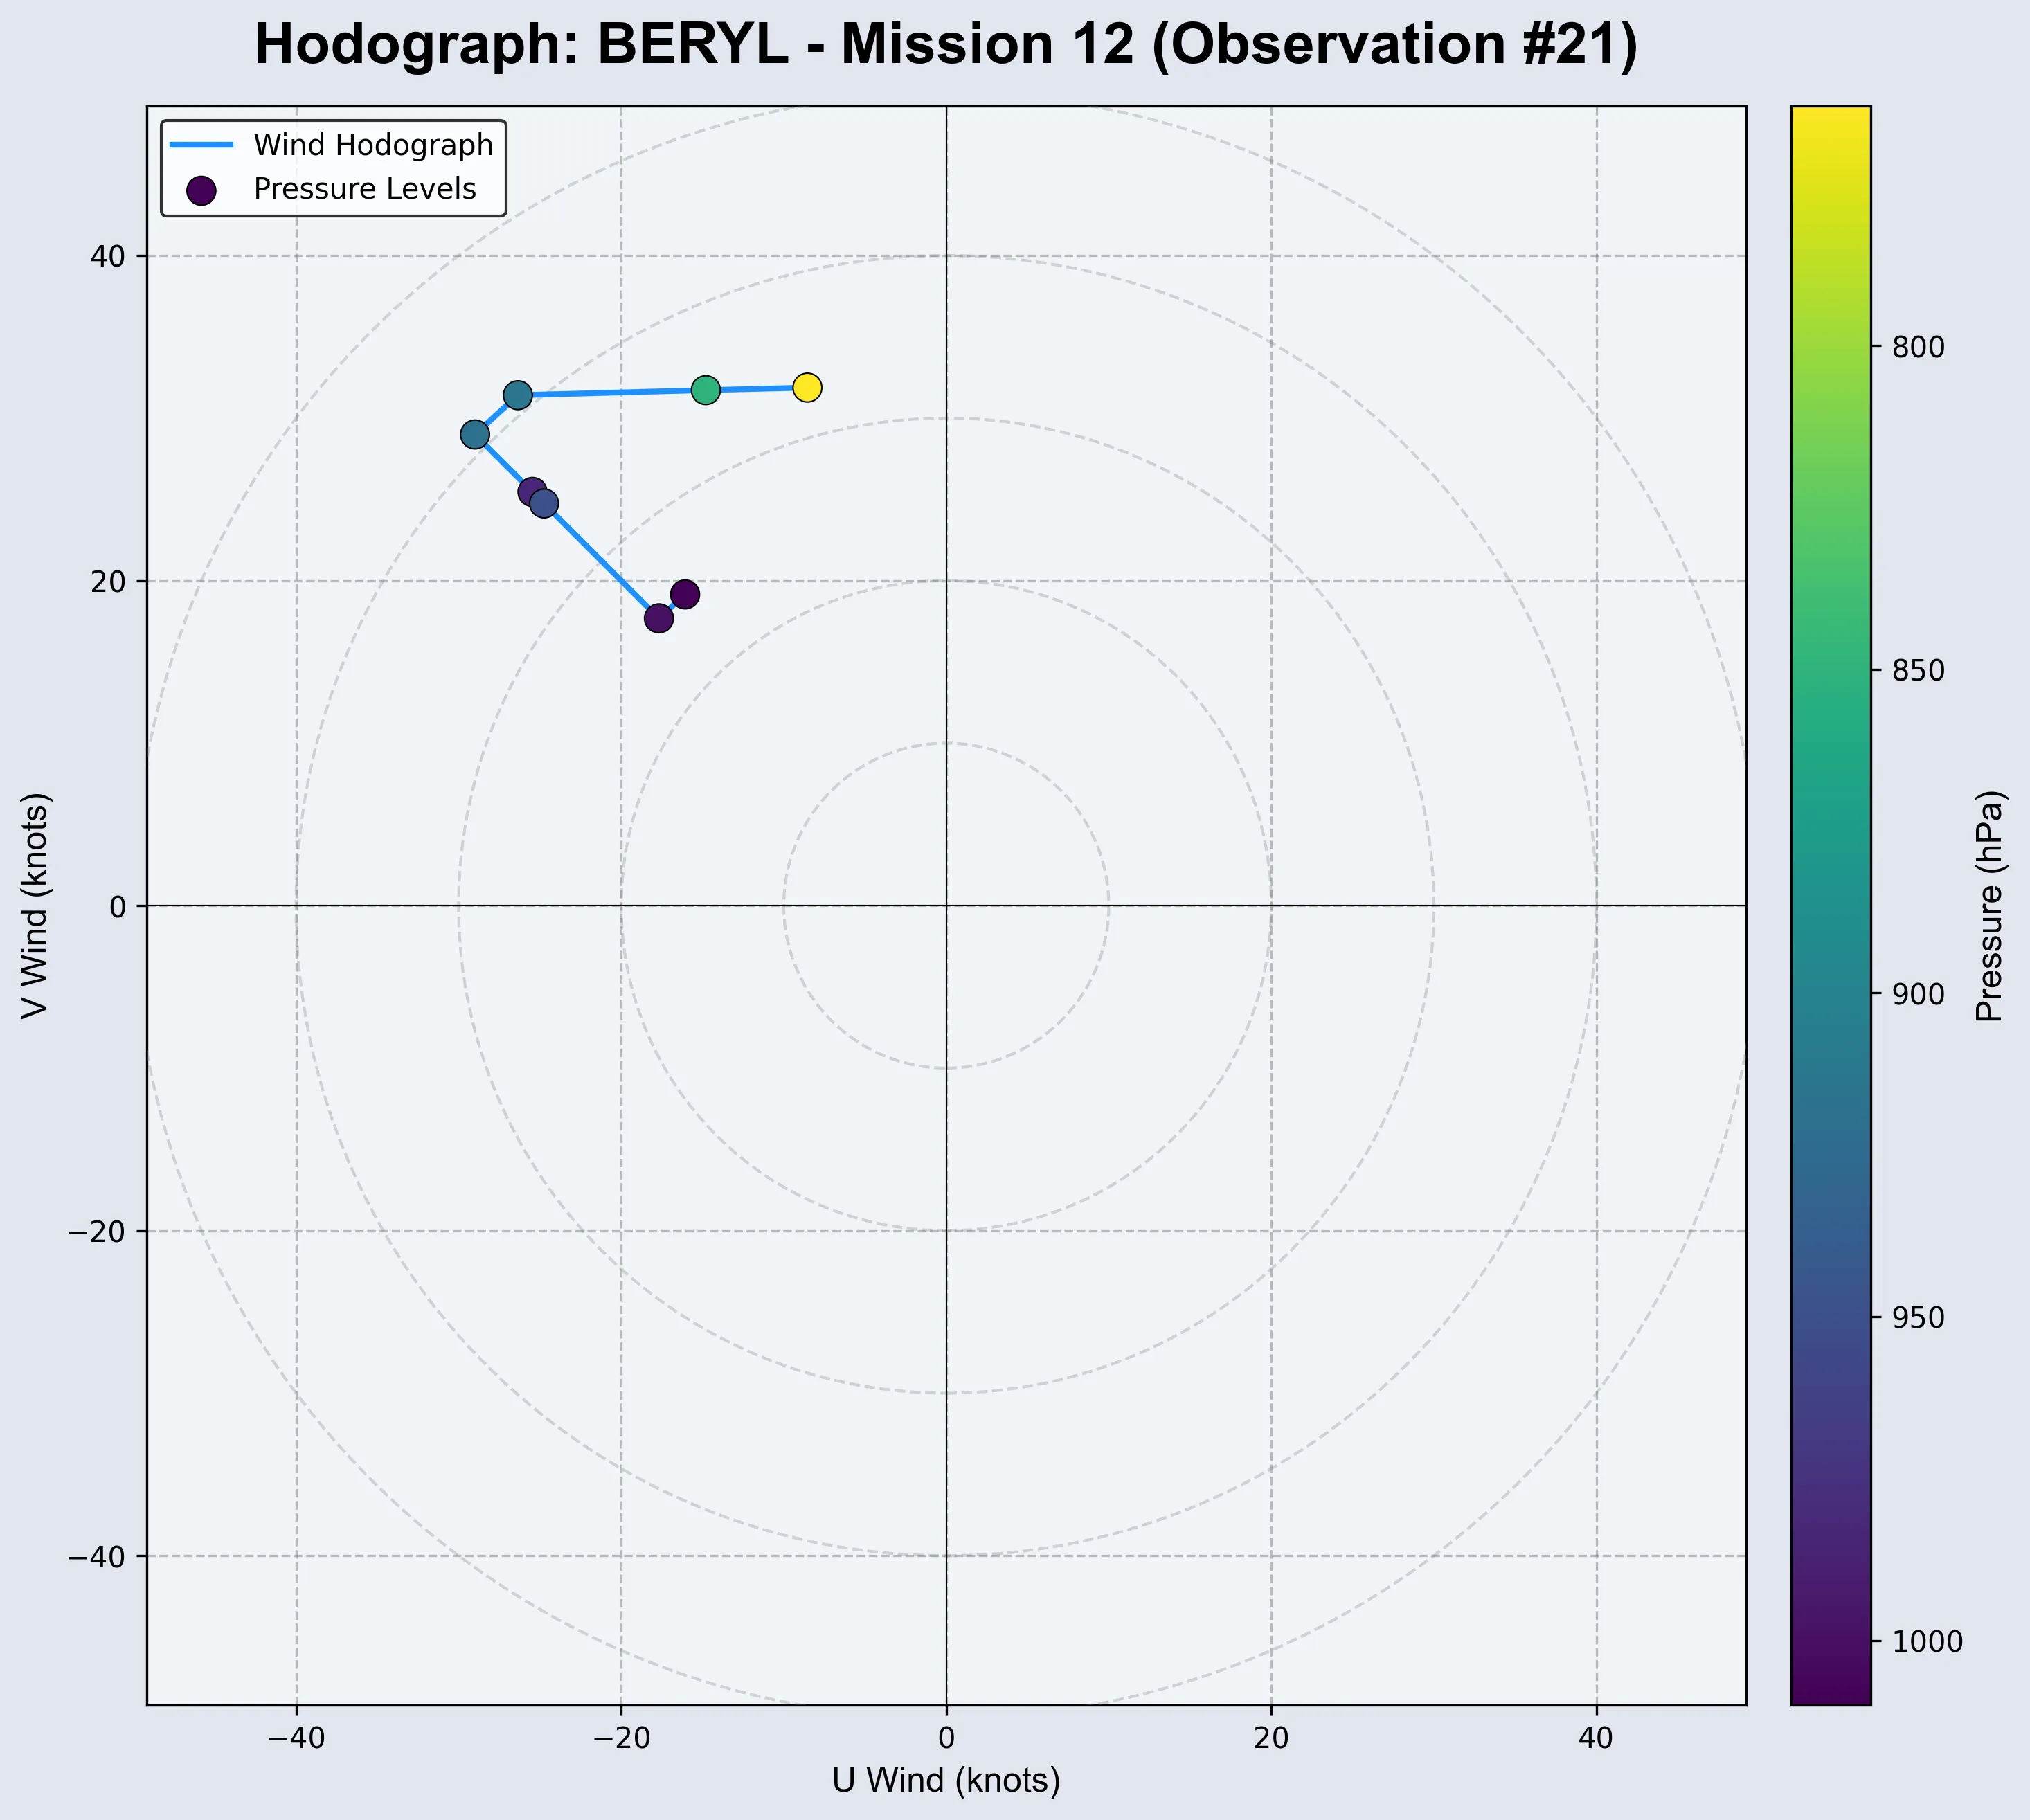 Hodograph: BERYL - Mission 12 (Observation #21)
Wind Hodograph
Pressure Levels
40
20
0
−20
−40
V Wind (knots)
−40
−20
0
20
40
U Wind (knots)
800
850
900
950
1000
Pressure (hPa)